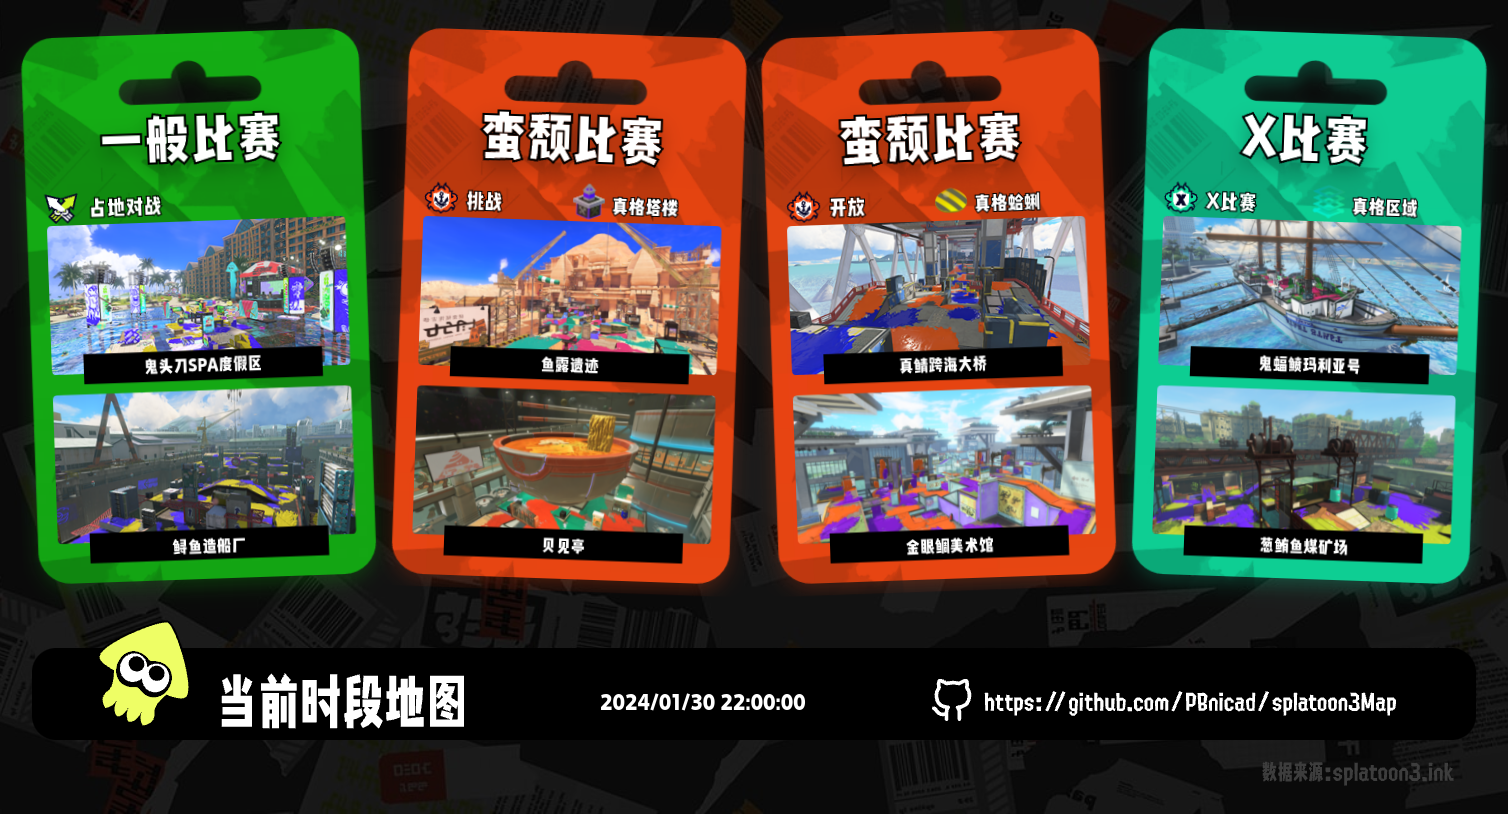 一般比赛
占地对战
鬼头刀SPA度假区
鲟鱼造船厂
蛮颓比赛
挑战
真格塔楼
鱼露遗迹
贝见亭
蛮颓比赛
开放
真格蛤蜊
真鲭跨海大桥
金眼鲷美术馆
X比赛
X比赛
真格区域
鬼蝠鲼玛利亚号
葱鲔鱼煤矿场
当前时段地图
2024/01/30 22:00:00
https://github.com/PBnicad/splatoon3Map
数据来源:splatoon3.ink